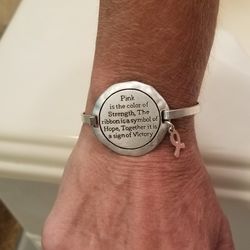 Pink
is the color of
Strength, The
ribbon is a symbol of
Hope, Together it is
a sign of Victory